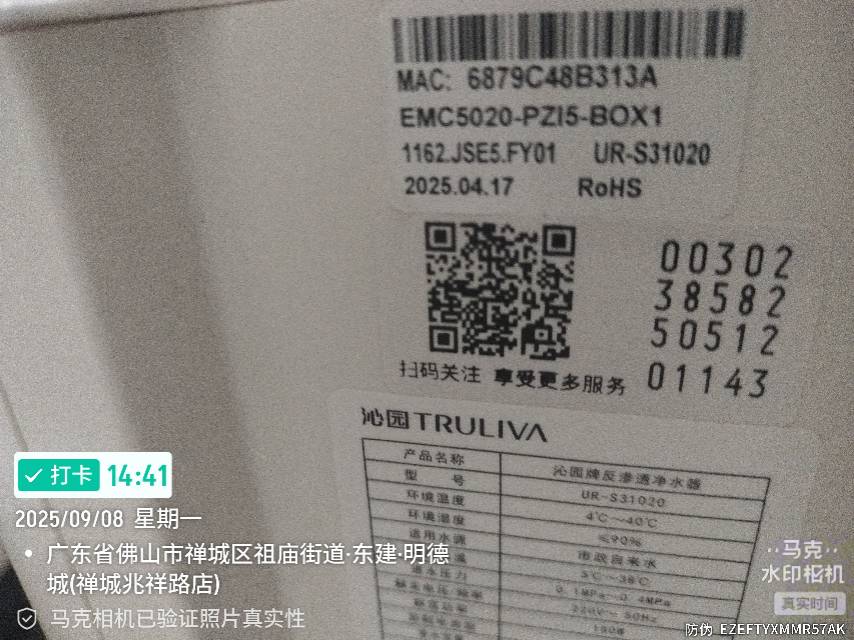 MAC: 6879C48B313A
EMC5020-PZI5-BOX1
1162.JSE5.FY01 UR-S31020
2025.04.17 RoHS
00302
38582
50512
01143
扫码关注 享受更多服务
沁园TRULIVA
产品名称 沁园牌反渗透净水器
型 号 UR-S31020
环境温度 4℃~40℃
环境湿度 ≤90%
适用水源 市政自来水
5℃~38℃
0.1MPa~0.4MPa
220V~ 50Hz
打卡 14:41
2025/09/08 星期一
广东省佛山市禅城区祖庙街道·东建·明德
城(禅城兆祥路店)
马克相机已验证照片真实性
马克
水印相机
真实时间
防伪 EZEFTYXMMR57AK